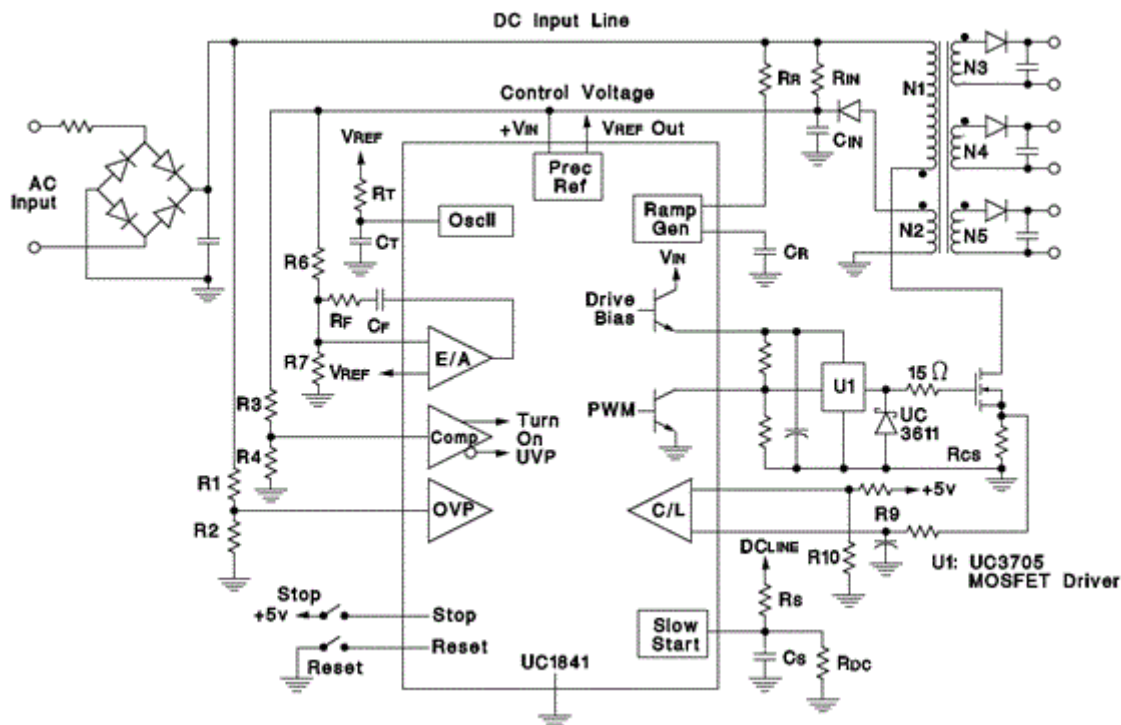 DC Input Line
RR
RIN
N1
N3
Control Voltage
+VIN
VREF Out
CIN
VREF
Prec
Ref
N4
AC
Input
RT
Oscil
Ramp
Gen
N2
N5
CT
CR
R6
VIN
RF
CF
Drive
Bias
E/A
R7
VREF
U1
15 Ω
R3
PWM
UC
3611
Comp
Turn
On
UVP
RCS
R4
R1
OVP
C/L
+5v
R9
R2
DCLINE
R10
U1: UC3705
MOSFET Driver
Stop
+5v
Stop
RS
Slow
Start
Reset
Reset
UC1841
CS
RDC